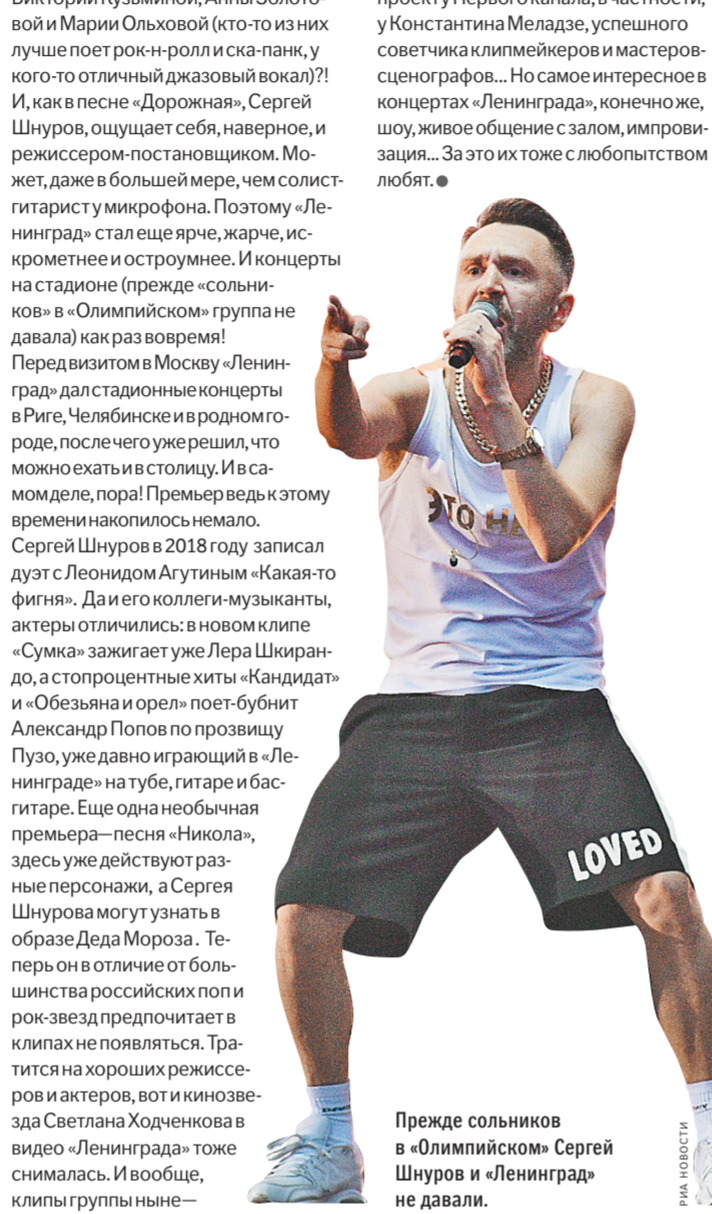 Виктории Кузьминой, Анны Золото-
вой и Марии Ольховой (кто-то из них
лучше поет рок-н-ролл и ска-панк, у
кого-то отличный джазовый вокал)?!
И, как в песне «Дорожная», Сергей
Шнуров, ощущает себя, наверное, и
режиссером-постановщиком. Мо-
жет, даже в большей мере, чем солист-
гитарист у микрофона. Поэтому «Ле-
нинград» стал еще ярче, жарче, ис-
крометнее и остроумнее. И концерты
на стадионе (прежде «сольни-
ков» в «Олимпийском» группа не
давала) как раз вовремя!
Перед визитом в Москву «Ленин-
град» дал стадионные концерты
в Риге, Челябинске и в родном го-
роде, после чего уже решил, что
можно ехать и в столицу. И в са-
мом деле, пора! Премьер ведь к этому
времени накопилось немало.
Сергей Шнуров в 2018 году записал
дуэт с Леонидом Агутиным «Какая-то
фигня». Да и его коллеги-музыканты,
актеры отличились: в новом клипе
«Сумка» зажигает уже Лера Шкиран-
до, а стопроцентные хиты «Кандидат»
и «Обезьяна и орел» поет-бубнит
Александр Попов по прозвищу
Пузо, уже давно играющий в «Ле-
нинграде» на тубе, гитаре и бас-
гитаре. Еще одна необычная
премьера—песня «Никола»,
здесь уже действуют раз-
ные персонажи, а Сергея
Шнурова могут узнать в
образе Деда Мороза. Те-
перь он в отличие от боль-
шинства российских поп и
рок-звезд предпочитает в
клипах не появляться. Тра-
тится на хороших режиссе-
ров и актеров, вот и кинозве-
зда Светлана Ходченкова в
видео «Ленинграда» тоже
снималась. И вообще,
клипы группы ныне—
проекту Первого канала, в частности,
у Константина Меладзе, успешного
советчика клипмейкеров и мастеров-
сценографов... Но самое интересное в
концертах «Ленинграда», конечно же,
шоу, живое общение с залом, импрови-
зация... За это их тоже с любопытством
любят.
ЭТО НА
LOVED
Прежде сольников
в «Олимпийском» Сергей
Шнуров и «Ленинград»
не давали.
РИА НОВОСТИ